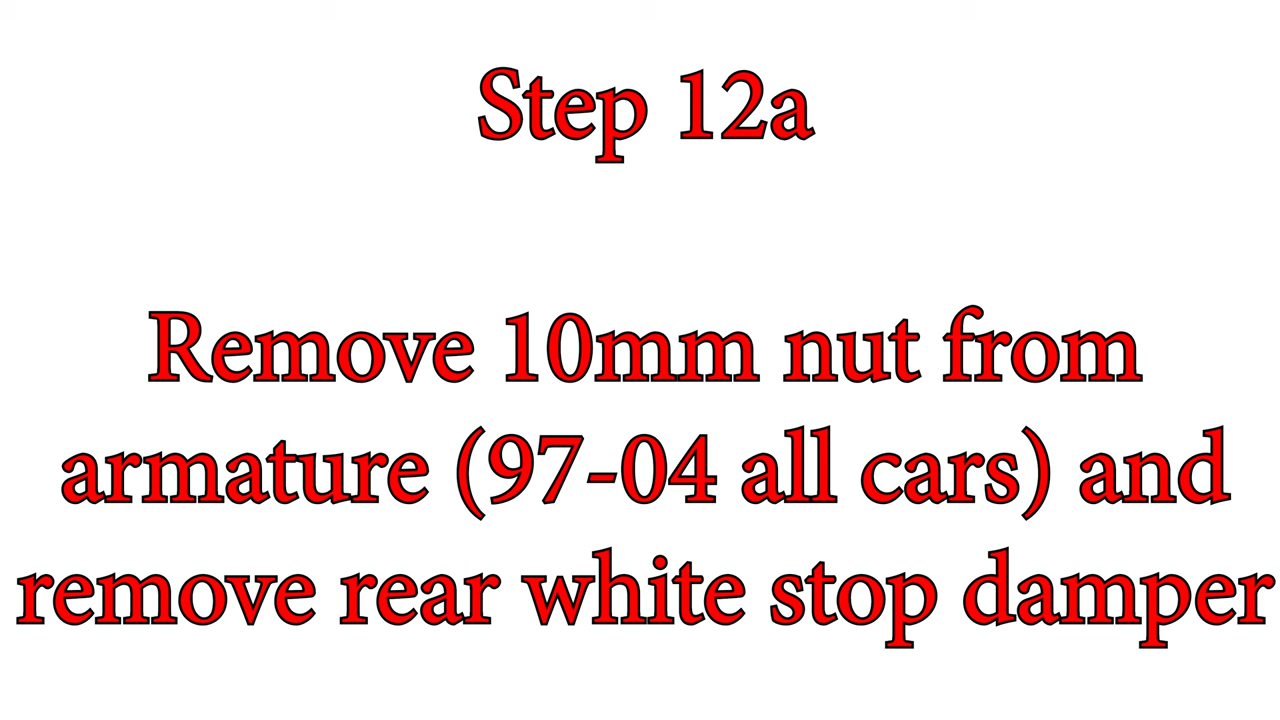 Step 12a
Remove 10mm nut from
armature (97-04 all cars) and
remove rear white stop damper